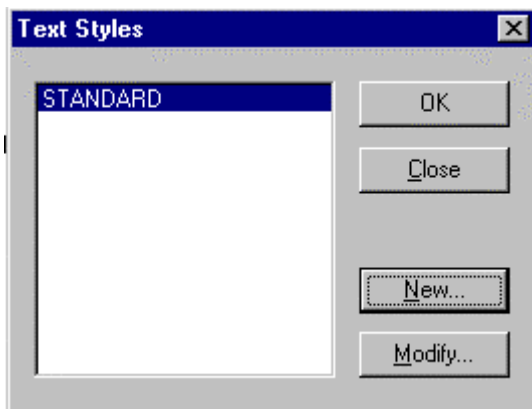 Text Styles
STANDARD
OK
Close
New...
Modify...